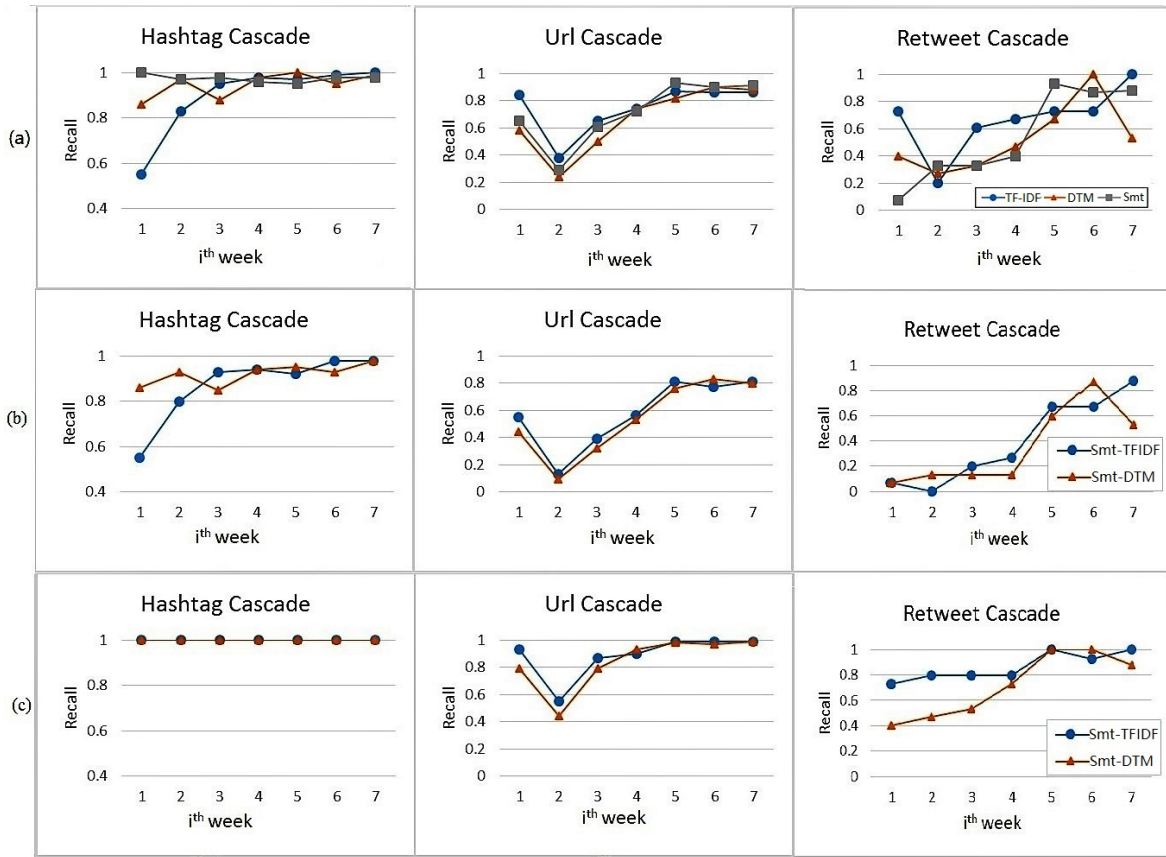 (a)
Hashtag Cascade
1
0.8
0.6
0.4
Recall
1 2 3 4 5 6 7
ith week
Url Cascade
1
0.8
0.6
0.4
0.2
0
Recall
1 2 3 4 5 6 7
ith week
Retweet Cascade
1
0.8
0.6
0.4
0.2
0
Recall
TF-IDF DTM Smt
1 2 3 4 5 6 7
ith week
(b)
Hashtag Cascade
1
0.8
0.6
0.4
Recall
1 2 3 4 5 6 7
ith week
Url Cascade
1
0.8
0.6
0.4
0.2
0
Recall
1 2 3 4 5 6 7
ith week
Retweet Cascade
1
0.8
0.6
0.4
0.2
0
Recall
Smt-TFIDF
Smt-DTM
1 2 3 4 5 6 7
ith week
(c)
Hashtag Cascade
1
0.8
0.6
0.4
Recall
1 2 3 4 5 6 7
ith week
Url Cascade
1
0.8
0.6
0.4
0.2
0
Recall
1 2 3 4 5 6 7
ith week
Retweet Cascade
1
0.8
0.6
0.4
0.2
0
Recall
Smt-TFIDF
Smt-DTM
1 2 3 4 5 6 7
ith week